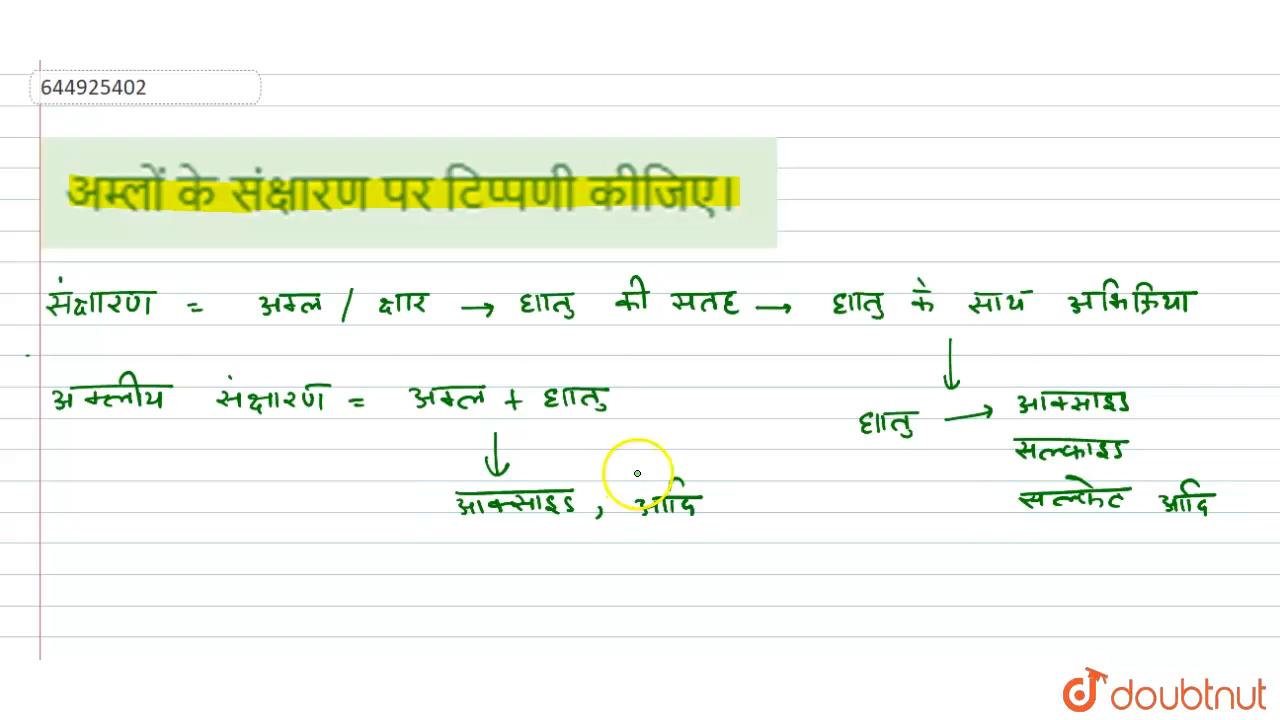 644925402
अम्लों के संक्षारण पर टिप्पणी कीजिए।
संक्षारण = अम्ल / क्षार → धातु की सतह → धातु के साथ अभिक्रिया
अम्लीय संक्षारण = अम्ल + धातु
धातु → आक्साइड
सल्फाइड
आक्साइड, आदि
सल्फेट आदि
doubtnut